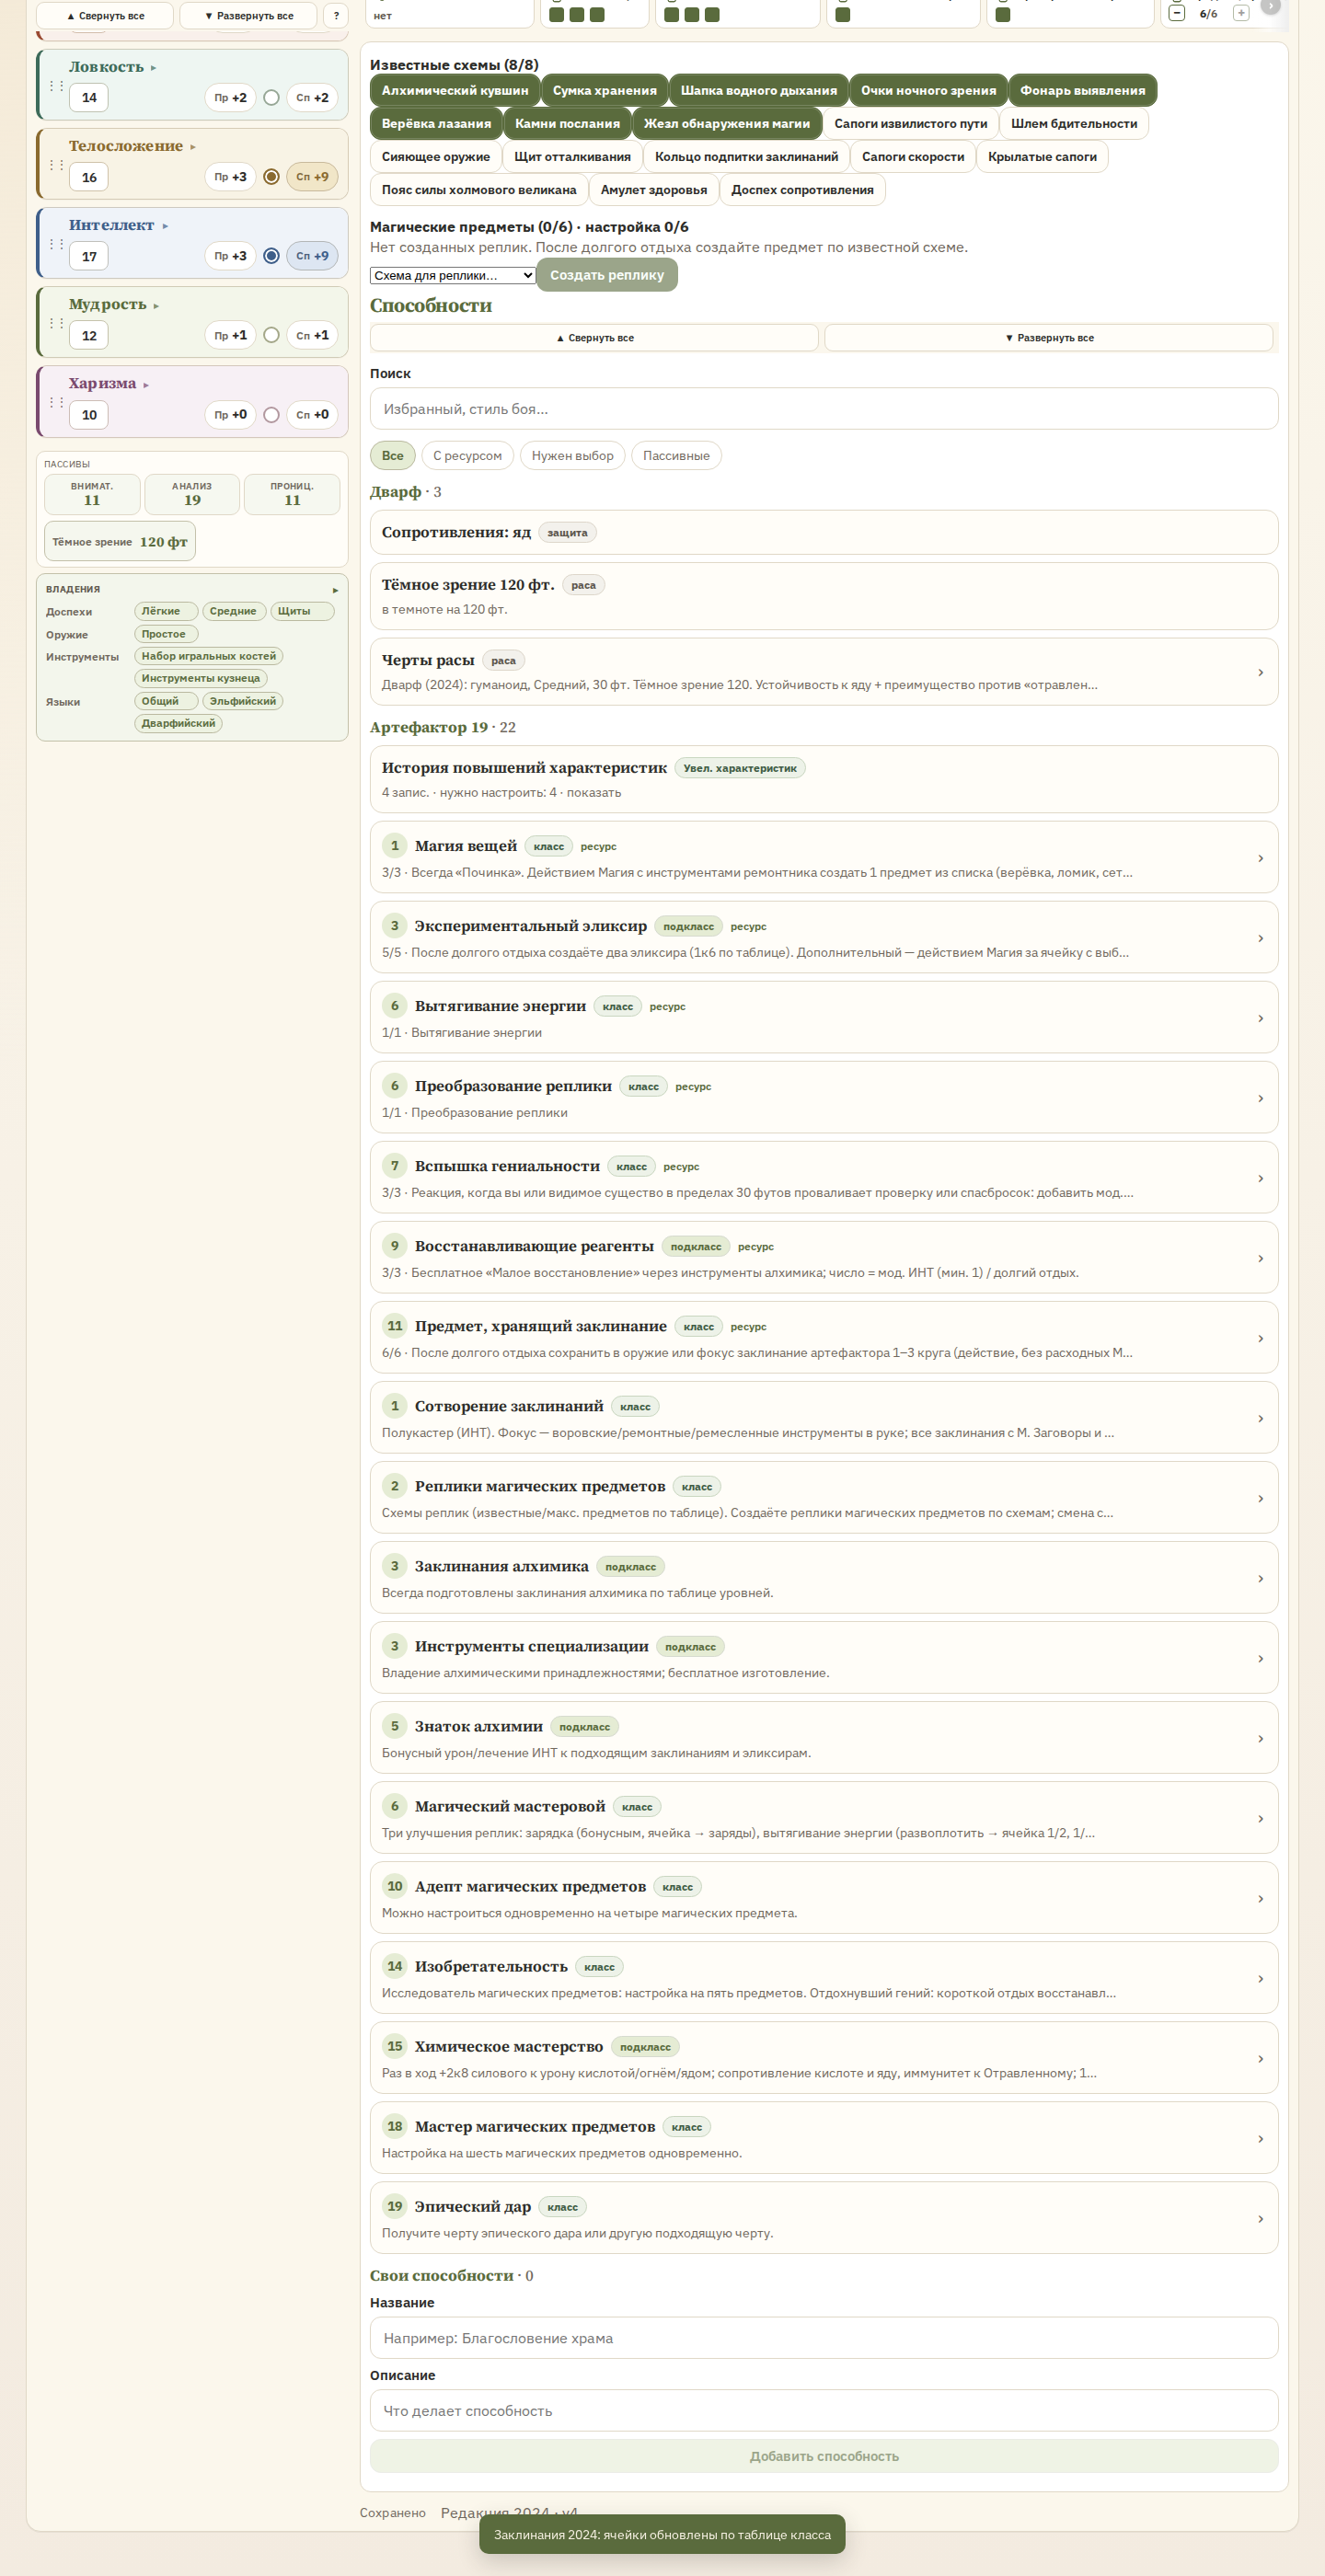 ▲ Свернуть все
▼ Развернуть все
?
нет
6/6
Ловкость ▸
14
Пр +2
Сп +2
Телосложение ▸
16
Пр +3
Сп +9
Интеллект ▸
17
Пр +3
Сп +9
Мудрость ▸
12
Пр +1
Сп +1
Харизма ▸
10
Пр +0
Сп +0
ПАССИВЫ
ВНИМАТ.
11
АНАЛИЗ
19
ПРОНИЦ.
11
Тёмное зрение 120 фт
ВЛАДЕНИЯ
Доспехи Лёгкие Средние Щиты
Оружие Простое
Инструменты Набор игральных костей
Инструменты кузнеца
Языки Общий Эльфийский
Дварфийский
Известные схемы (8/8)
Алхимический кувшин Сумка хранения Шапка водного дыхания Очки ночного зрения Фонарь выявления
Верёвка лазания Камни послания Жезл обнаружения магии Сапоги извилистого пути Шлем бдительности
Сияющее оружие Щит отталкивания Кольцо подпитки заклинаний Сапоги скорости Крылатые сапоги
Пояс силы холмового великана Амулет здоровья Доспех сопротивления
Магические предметы (0/6) · настройка 0/6
Нет созданных реплик. После долгого отдыха создайте предмет по известной схеме.
Схема для реплики… Создать реплику
Способности
▲ Свернуть все ▼ Развернуть все
Поиск
Избранный, стиль боя…
Все С ресурсом Нужен выбор Пассивные
Дварф · 3
Сопротивления: яд защита
Тёмное зрение 120 фт. раса
в темноте на 120 фт.
Черты расы раса
Дварф (2024): гуманоид, Средний, 30 фт. Тёмное зрение 120. Устойчивость к яду + преимущество против «отравлен…
Артефактор 19 · 22
История повышений характеристик Увел. характеристик
4 запис. · нужно настроить: 4 · показать
1 Магия вещей класс ресурс
3/3 · Всегда «Починка». Действием Магия с инструментами ремонтника создать 1 предмет из списка (верёвка, ломик, сет…
3 Экспериментальный эликсир подкласс ресурс
5/5 · После долгого отдыха создаёте два эликсира (1к6 по таблице). Дополнительный — действием Магия за ячейку с выб…
6 Вытягивание энергии класс ресурс
1/1 · Вытягивание энергии
6 Преобразование реплики класс ресурс
1/1 · Преобразование реплики
7 Вспышка гениальности класс ресурс
3/3 · Реакция, когда вы или видимое существо в пределах 30 футов проваливает проверку или спасбросок: добавить мод.…
9 Восстанавливающие реагенты подкласс ресурс
3/3 · Бесплатное «Малое восстановление» через инструменты алхимика; число = мод. ИНТ (мин. 1) / долгий отдых.
11 Предмет, хранящий заклинание класс ресурс
6/6 · После долгого отдыха сохранить в оружие или фокус заклинание артефактора 1–3 круга (действие, без расходных М…
1 Сотворение заклинаний класс
Полукастер (ИНТ). Фокус — воровские/ремонтные/ремесленные инструменты в руке; все заклинания с М. Заговоры и …
2 Реплики магических предметов класс
Схемы реплик (известные/макс. предметов по таблице). Создаёте реплики магических предметов по схемам; смена с…
3 Заклинания алхимика подкласс
Всегда подготовлены заклинания алхимика по таблице уровней.
3 Инструменты специализации подкласс
Владение алхимическими принадлежностями; бесплатное изготовление.
5 Знаток алхимии подкласс
Бонусный урон/лечение ИНТ к подходящим заклинаниям и эликсирам.
6 Магический мастеровой класс
Три улучшения реплик: зарядка (бонусным, ячейка → заряды), вытягивание энергии (развоплотить → ячейка 1/2, 1/…
10 Адепт магических предметов класс
Можно настроиться одновременно на четыре магических предмета.
14 Изобретательность класс
Исследователь магических предметов: настройка на пять предметов. Отдохнувший гений: короткой отдых восстанавл…
15 Химическое мастерство подкласс
Раз в ход +2к8 силового к урону кислотой/огнём/ядом; сопротивление кислоте и яду, иммунитет к Отравленному; 1…
18 Мастер магических предметов класс
Настройка на шесть магических предметов одновременно.
19 Эпический дар класс
Получите черту эпического дара или другую подходящую черту.
Свои способности · 0
Название
Например: Благословение храма
Описание
Что делает способность
Добавить способность
Сохранено Редакция 2024 · v4
Заклинания 2024: ячейки обновлены по таблице класса